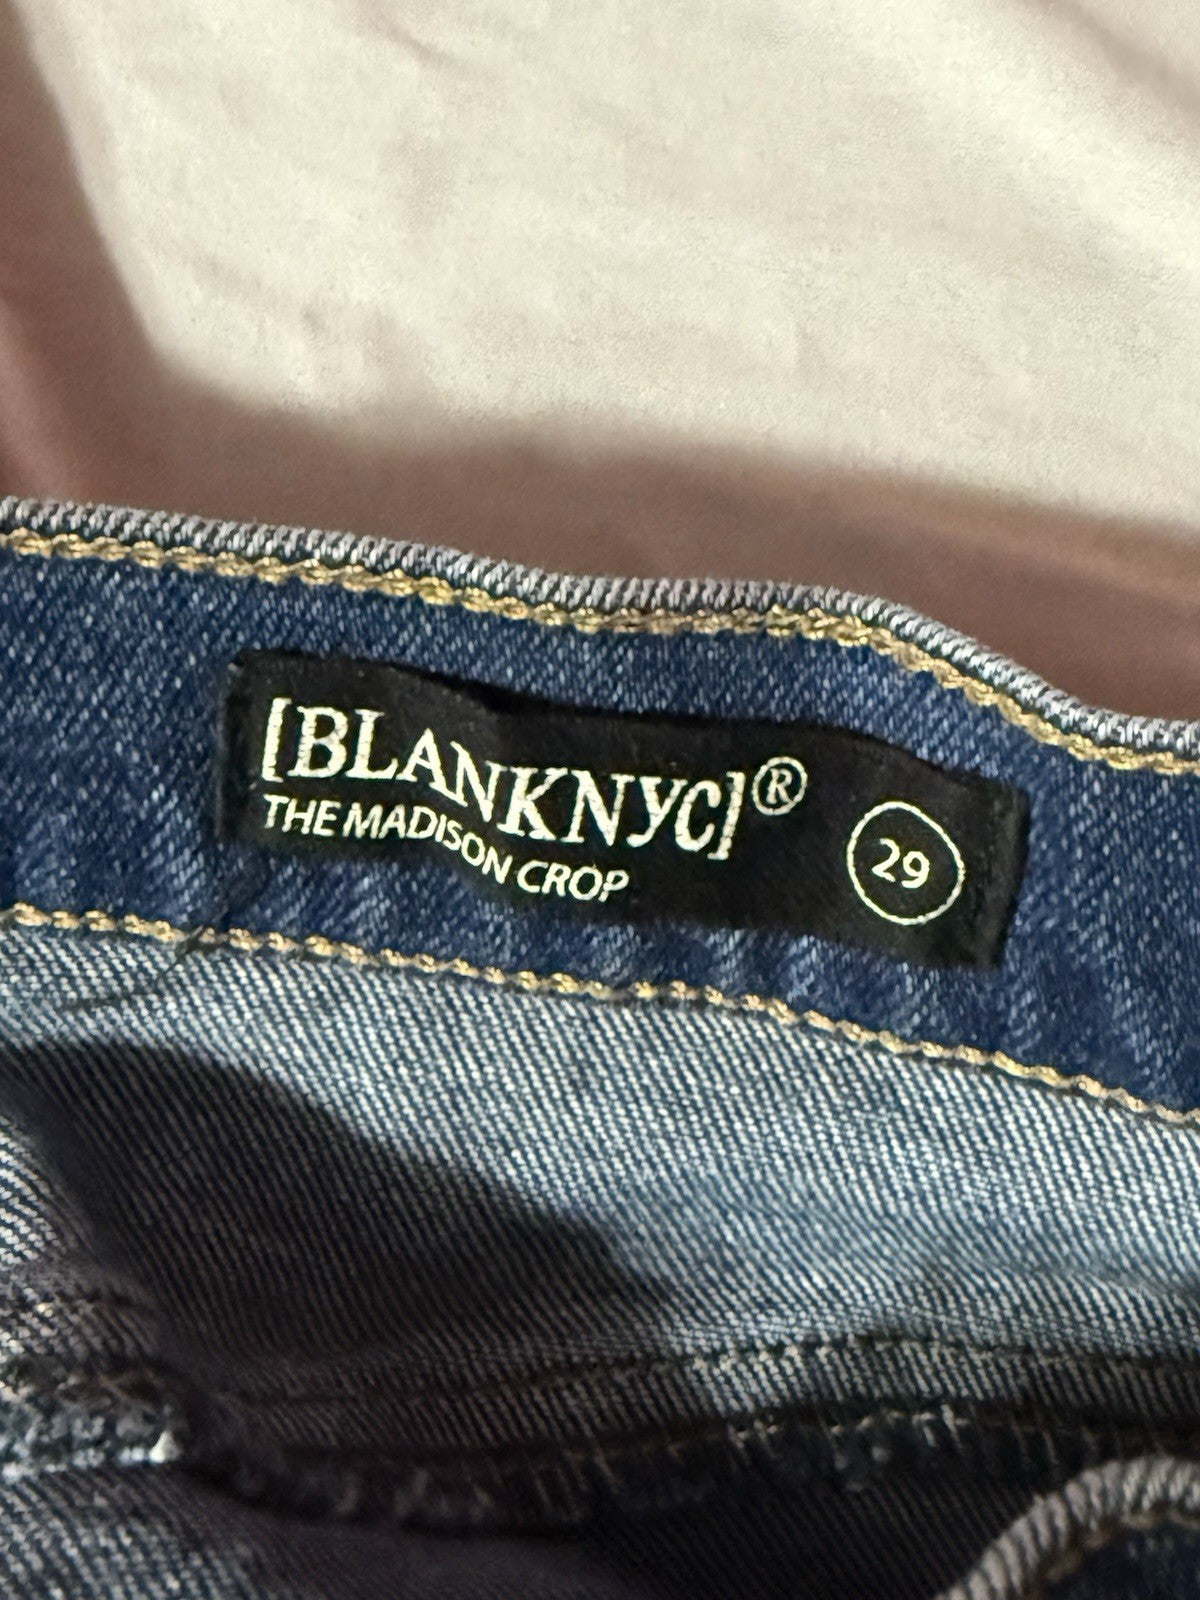 [BLANKNYC]®
THE MADISON CROP
29